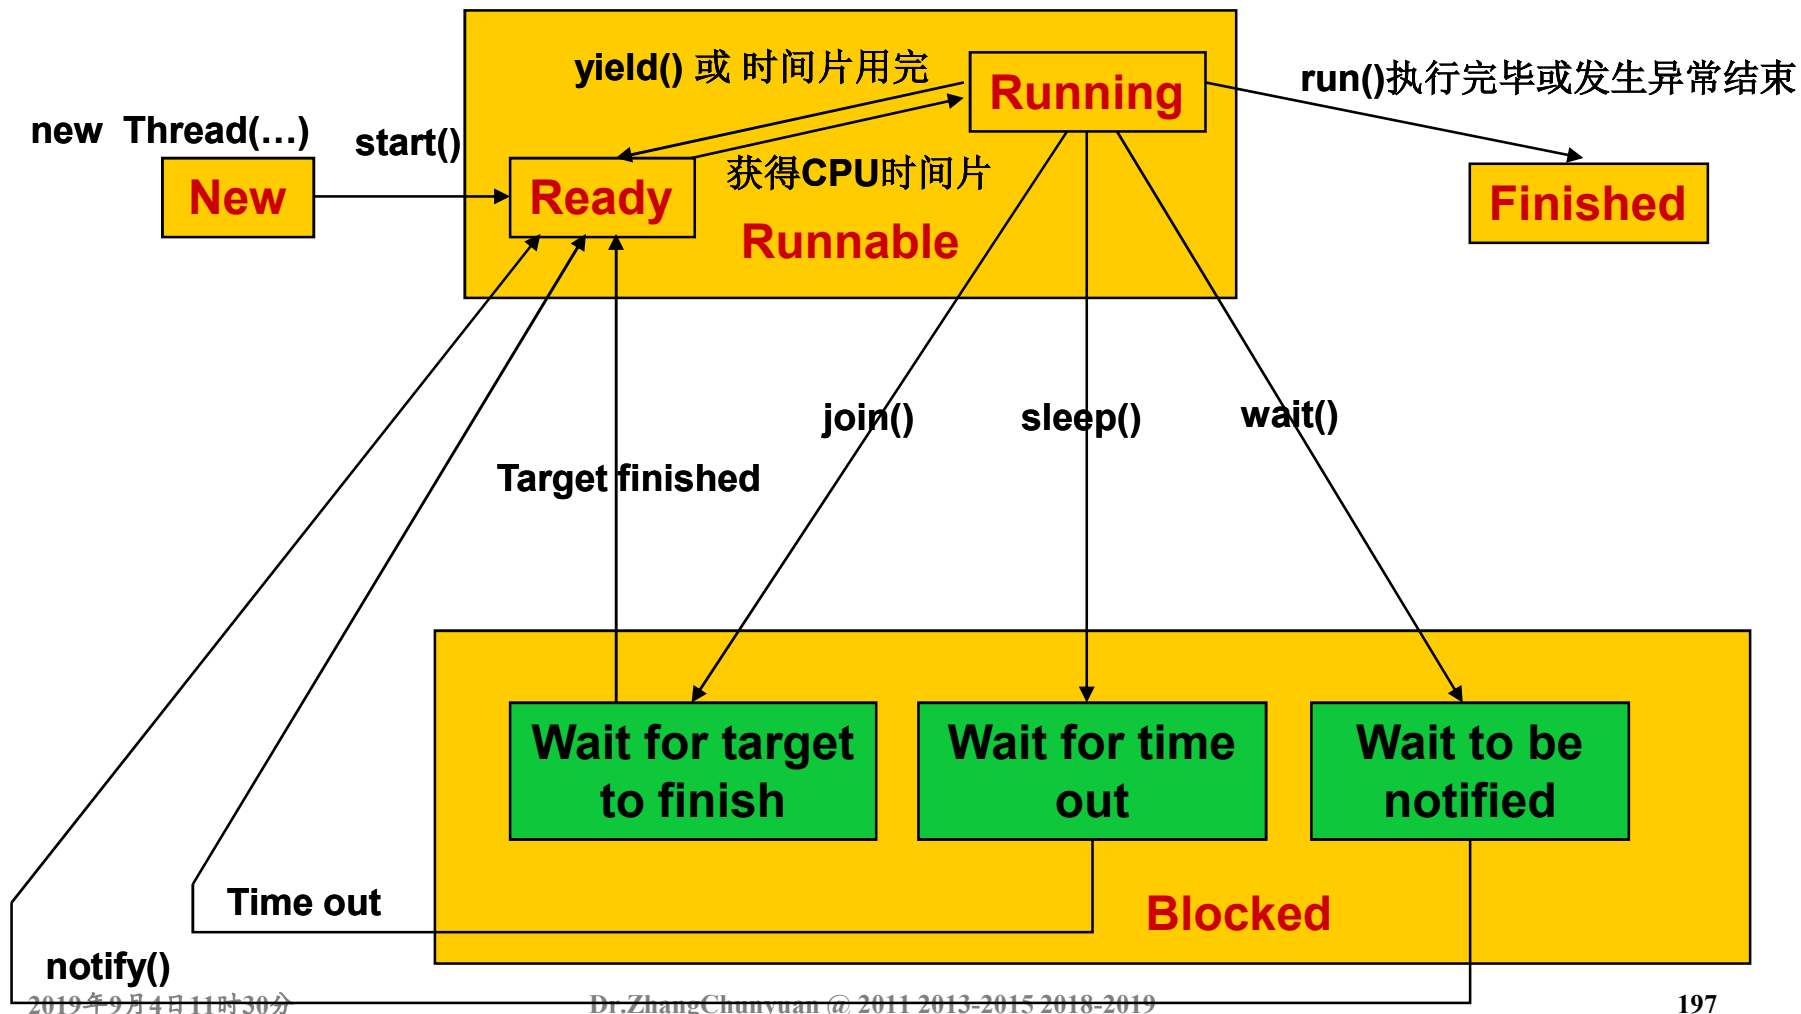 yield() 或 时间片用完
Running
run()执行完毕或发生异常结束
new Thread(…)
start()
New
Ready
获得CPU时间片
Finished
Runnable
join()
sleep()
wait()
Target finished
Wait for target
to finish
Wait for time
out
Wait to be
notified
Time out
Blocked
notify()
2019年9月4日11时30分
Dr.ZhangChunyuan @ 2011 2013-2015 2018-2019
197